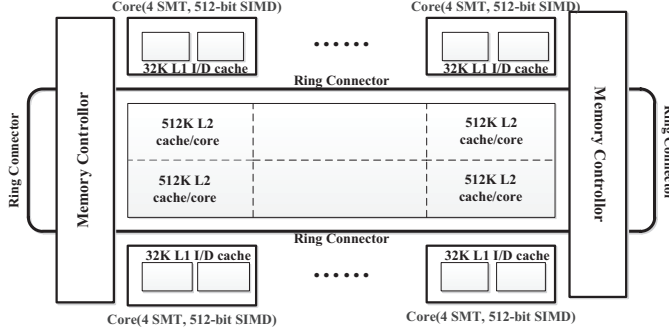 Core(4 SMT, 512-bit SIMD)
Core(4 SMT, 512-bit SIMD)
32K L1 I/D cache
32K L1 I/D cache
Ring Connector
Ring Connector
Memory Controllor
512K L2
cache/core
512K L2
cache/core
512K L2
cache/core
512K L2
cache/core
Memory Controllor
Ring Connector
Ring Connector
32K L1 I/D cache
32K L1 I/D cache
Core(4 SMT, 512-bit SIMD)
Core(4 SMT, 512-bit SIMD)